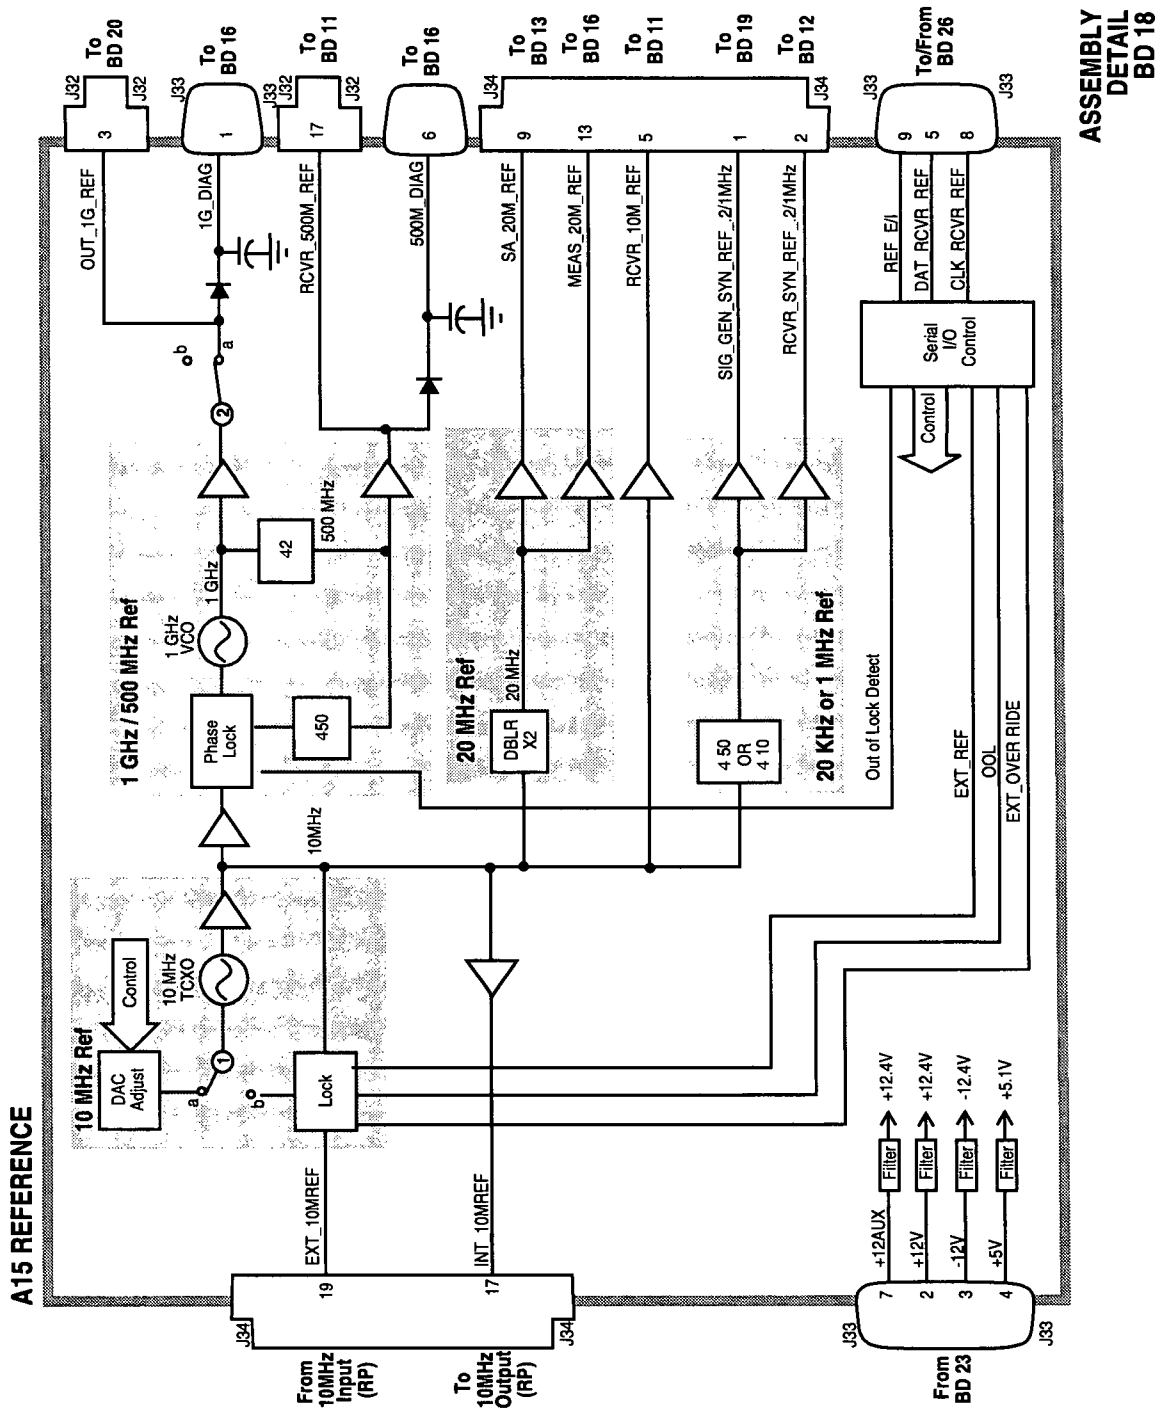 A15 REFERENCE
ASSEMBLY
DETAIL
BD 18
From
10MHz
Input
(RP)
To
10MHz
Output
(RP)
From
BD 23
J34
J34
19
17
J33
J33
7
2
3
4
EXT_10MREF
INT_10MREF
+12AUX
+12V
-12V
+5V
Filter
Filter
Filter
Filter
+12.4V
+12.4V
-12.4V
+5.1V
10 MHz Ref
DAC
Adjust
Control
a
b
1
10 MHz
TCXO
Lock
10MHz
1 GHz / 500 MHz Ref
Phase
Lock
450
1 GHz
VCO
1 GHz
42
500 MHz
2
b
a
20 MHz Ref
DBLR
X2
20 MHz
4 50
OR
4 10
20 KHz or 1 MHz Ref
Out of Lock Detect
EXT_REF
OOL
EXT_OVER RIDE
Control
Serial
I/O
Control
OUT_1G_REF
1G_DIAG
RCVR_500M_REF
500M_DIAG
SA_20M_REF
MEAS_20M_REF
RCVR_10M_REF
SIG_GEN_SYN_REF_.2/1MHz
RCVR_SYN_REF_.2/1MHz
REF E/I
DAT_RCVR_REF
CLK_RCVR_REF
3
1
17
6
9
13
5
1
2
9
5
8
J32
J32
J33
J33
J32
J32
J34
J34
J33
J33
To
BD 20
To
BD 16
To
BD 11
To
BD 16
To
BD 13
To
BD 16
To
BD 11
To
BD 19
To
BD 12
To/From
BD 26